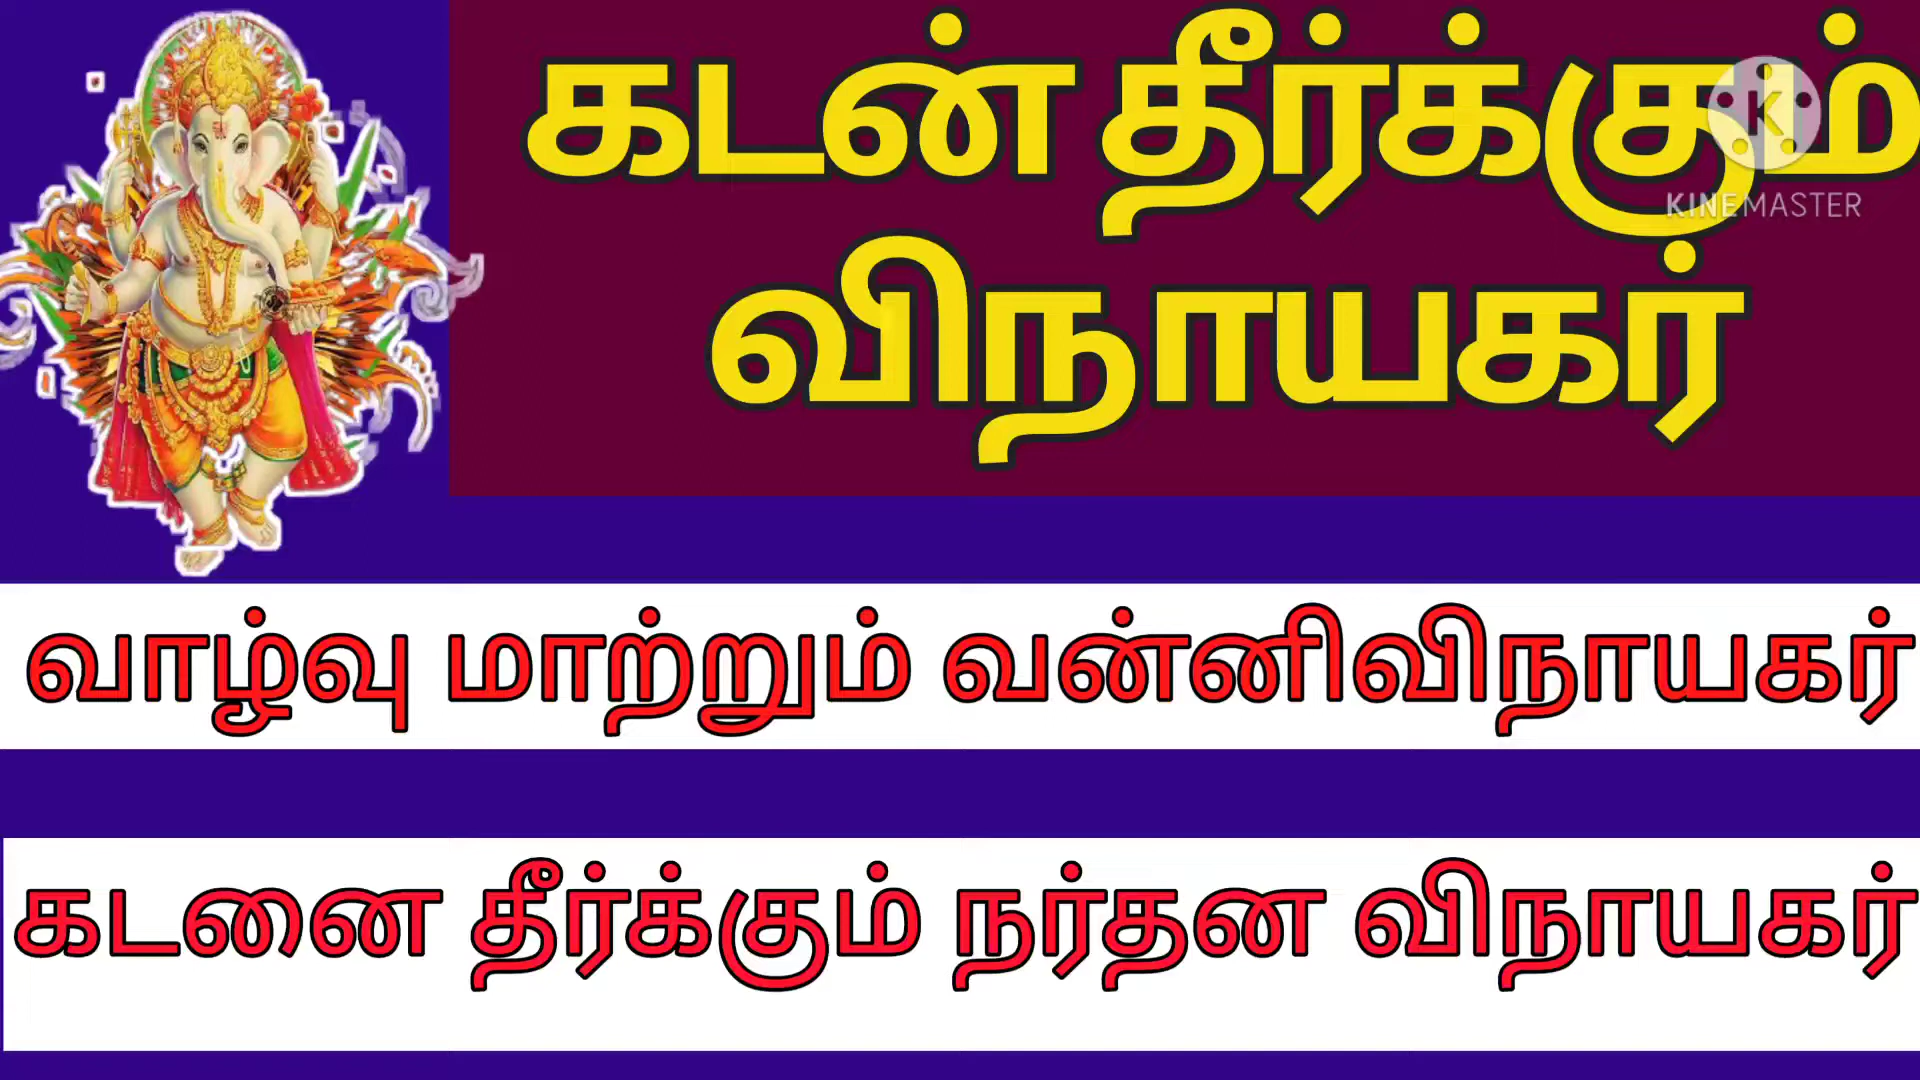 கடன் தீர்க்கும்
KINEMASTER
விநாயகர்
வாழ்வு மாற்றும் வன்னிவிநாயகர்
கடனை தீர்க்கும் நர்தன விநாயகர்